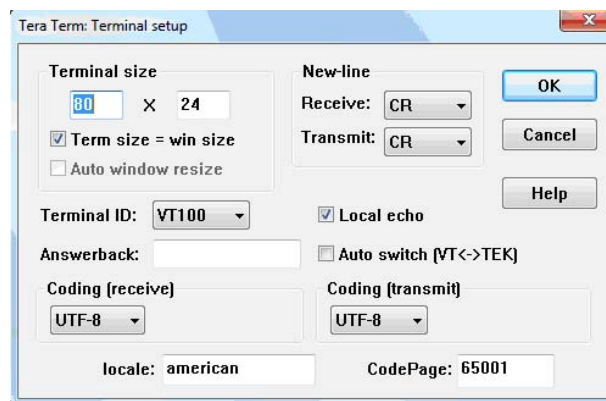 Tera Term: Terminal setup
Terminal size
80 X 24
Term size = win size
Auto window resize
New-line
Receive: CR
Transmit: CR
OK
Cancel
Help
Terminal ID: VT100
Local echo
Answerback:
Auto switch (VT<->TEK)
Coding (receive)
UTF-8
Coding (transmit)
UTF-8
locale: american
CodePage: 65001